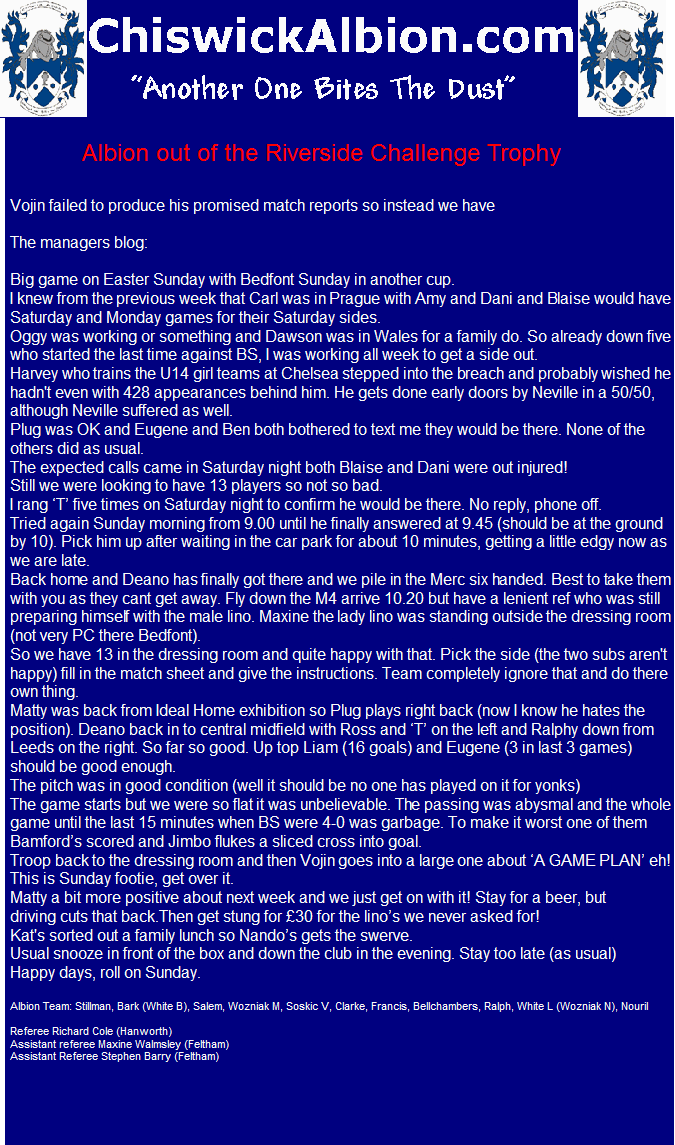 ChiswickAlbion.com
"Another One Bites The Dust"
Albion out of the Riverside Challenge Trophy
Vojin failed to produce his promised match reports so instead we have
The managers blog:
Big game on Easter Sunday with Bedfont Sunday in another cup.
I knew from the previous week that Carl was in Prague with Amy and Dani and Blaise would have
Saturday and Monday games for their Saturday sides.
Oggy was working or something and Dawson was in Wales for a family do. So already down five
who started the last time against BS, I was working all week to get a side out.
Harvey who trains the U14 girl teams at Chelsea stepped into the breach and probably wished he
hadn't even with 428 appearances behind him. He gets done early doors by Neville in a 50/50,
although Neville suffered as well.
Plug was OK and Eugene and Ben both bothered to text me they would be there. None of the
others did as usual.
The expected calls came in Saturday night both Blaise and Dani were out injured!
Still we were looking to have 13 players so not so bad.
I rang ‘T’ five times on Saturday night to confirm he would be there. No reply, phone off.
Tried again Sunday morning from 9.00 until he finally answered at 9.45 (should be at the ground
by 10). Pick him up after waiting in the car park for about 10 minutes, getting a little edgy now as
we are late.
Back home and Deano has finally got there and we pile in the Merc six handed. Best to take them
with you as they cant get away. Fly down the M4 arrive 10.20 but have a lenient ref who was still
preparing himself with the male lino. Maxine the lady lino was standing outside the dressing room
(not very PC there Bedfont).
So we have 13 in the dressing room and quite happy with that. Pick the side (the two subs aren't
happy) fill in the match sheet and give the instructions. Team completely ignore that and do there
own thing.
Matty was back from Ideal Home exhibition so Plug plays right back (now I know he hates the
position). Deano back in to central midfield with Ross and ‘T’ on the left and Ralphy down from
Leeds on the right. So far so good. Up top Liam (16 goals) and Eugene (3 in last 3 games)
should be good enough.
The pitch was in good condition (well it should be no one has played on it for yonks)
The game starts but we were so flat it was unbelievable. The passing was abysmal and the whole
game until the last 15 minutes when BS were 4-0 was garbage. To make it worst one of them
Bamford’s scored and Jimbo flukes a sliced cross into goal.
Troop back to the dressing room and then Vojin goes into a large one about ‘A GAME PLAN’ eh!
This is Sunday footie, get over it.
Matty a bit more positive about next week and we just get on with it! Stay for a beer, but
driving cuts that back.Then get stung for £30 for the lino’s we never asked for!
Kat's sorted out a family lunch so Nando’s gets the swerve.
Usual snooze in front of the box and down the club in the evening. Stay too late (as usual)
Happy days, roll on Sunday.
Albion Team: Stillman, Bark (White B), Salem, Wozniak M, Soskic V, Clarke, Francis, Bellchambers, Ralph, White L (Wozniak N), Nouril
Referee Richard Cole (Hanworth)
Assistant referee Maxine Walmsley (Feltham)
Assistant Referee Stephen Barry (Feltham)